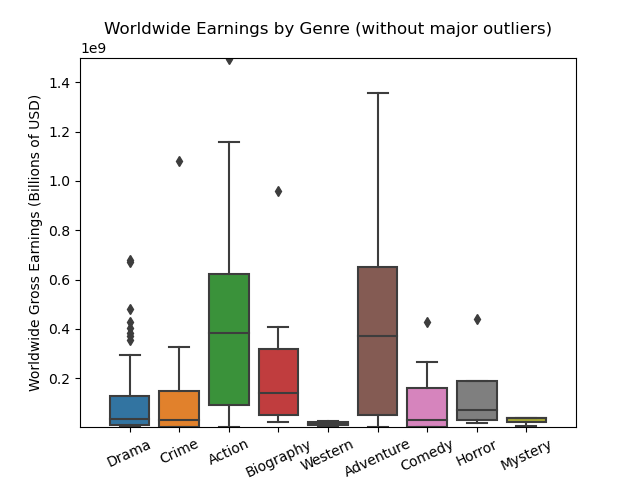 Worldwide Earnings by Genre (without major outliers)
1e9
Worldwide Gross Earnings (Billions of USD)
1.4
1.2
1.0
0.8
0.6
0.4
0.2
Drama
Crime
Action
Biography
Western
Adventure
Comedy
Horror
Mystery